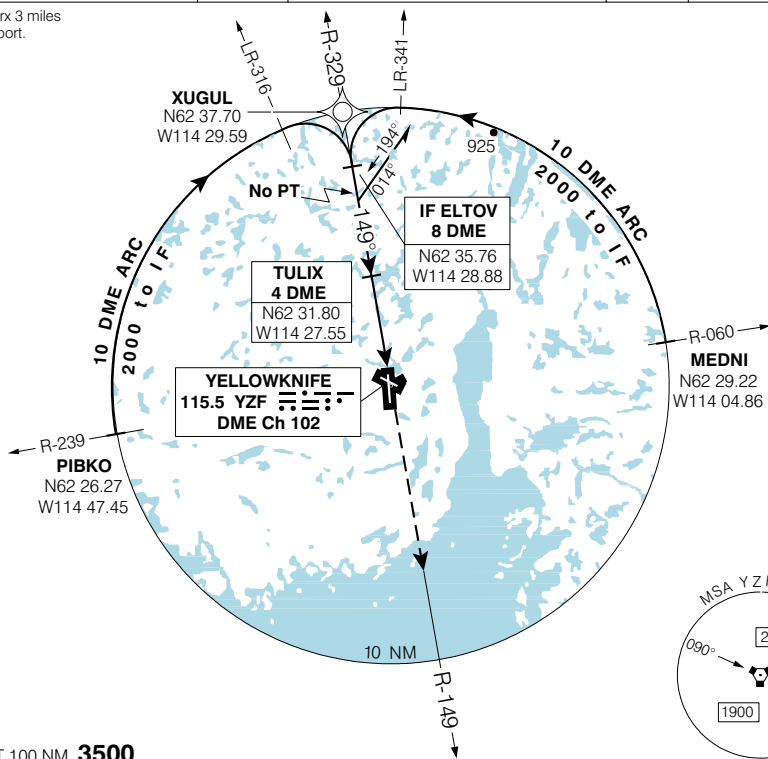 rx 3 miles
port.
LR-316
R-329
LR-341
XUGUL
N62 37.70
W114 29.59
194°
014°
925
No PT
149°
IF ELTOV
8 DME
N62 35.76
W114 28.88
10 DME ARC
2000 to IF
10 DME ARC
2000 to IF
TULIX
4 DME
N62 31.80
W114 27.55
R-060
MEDNI
N62 29.22
W114 04.86
YELLOWKNIFE
115.5 YZF
DME Ch 102
R-239
PIBKO
N62 26.27
W114 47.45
10 NM
R-149
MSA YZ
090°
2
1900
T 100 NM 3500